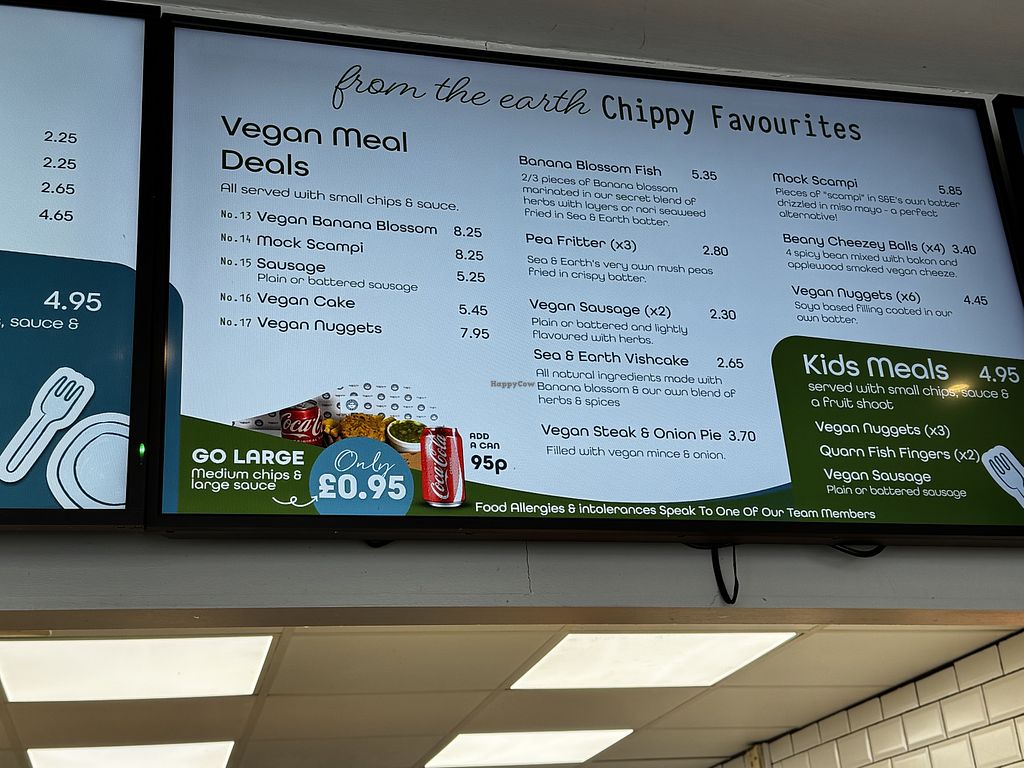 2.25
2.25
2.65
4.65
4.95
s, sauce &
from the earth Chippy Favourites
Vegan Meal
Deals
All served with small chips & sauce.
No.13 Vegan Banana Blossom 8.25
No.14 Mock Scampi 8.25
No.15 Sausage 5.25
Plain or battered sausage
No.16 Vegan Cake 5.45
No.17 Vegan Nuggets 7.95
GO LARGE
Medium chips &
large sauce
Only
£0.95
Coca-Cola
Coca-Cola
ADD
A CAN
95p
Banana Blossom Fish 5.35
2/3 pieces of Banana blossom
marinated in our secret blend of
herbs with layers or nori seaweed
fried in Sea & Earth batter.
Pea Fritter (x3) 2.80
Sea & Earth's very own mush peas
fried in crispy batter.
Vegan Sausage (x2) 2.30
Plain or battered and lightly
flavoured with herbs.
Sea & Earth Vishcake 2.65
All natural ingredients made with
Banana blossom & our own blend of
herbs & spices
Vegan Steak & Onion Pie 3.70
Filled with vegan mince & onion.
Mock Scampi 5.85
Pieces of "scampi" in S&E's own batter
drizzled in miso mayo - a perfect
alternative!
Beany Cheezey Balls (x4) 3.40
4 spicy bean mixed with bakon and
applewood smoked vegan cheeze.
Vegan Nuggets (x6) 4.45
Soya based filling coated in our
own batter.
Kids Meals 4.95
served with small chips, sauce &
a fruit shoot
Vegan Nuggets (x3)
Quarn Fish Fingers (x2)
Vegan Sausage
Plain or battered sausage
Food Allergies & intolerances Speak To One Of Our Team Members
HappyCow